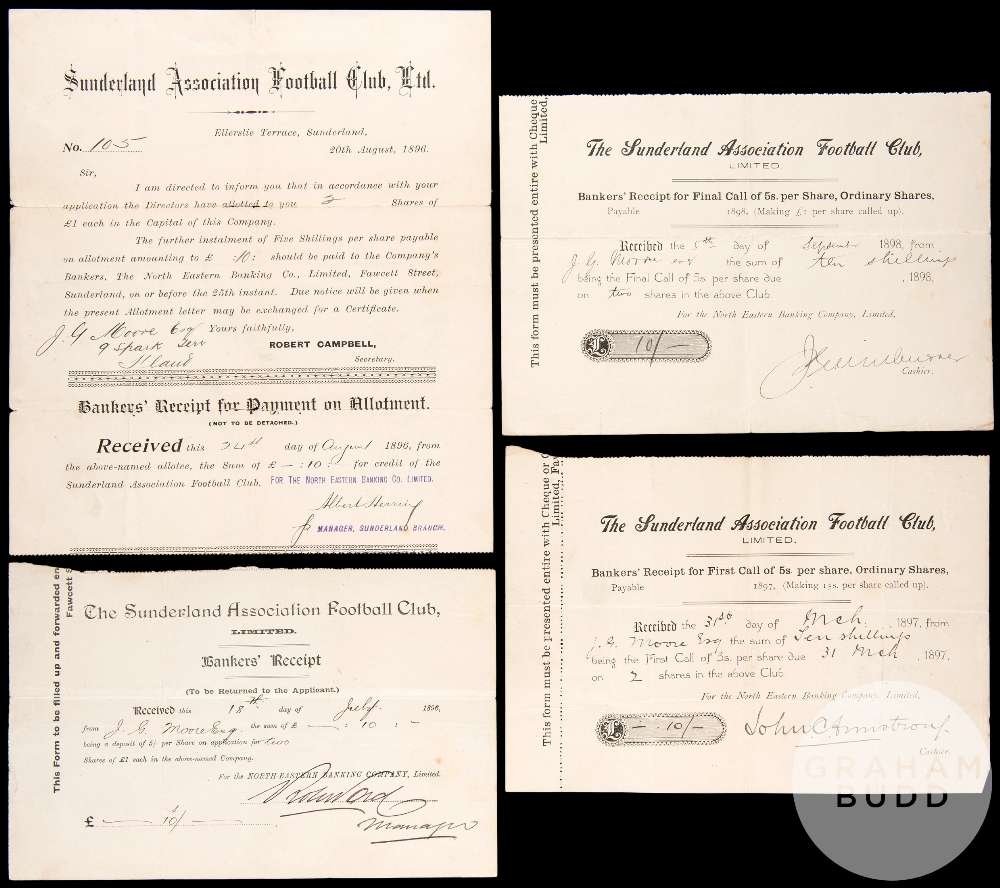 Sunderland Association Football Club, Ltd.
Ellerslie Terrace, Sunderland,
No. 105
20th August, 1896.
Sir,
I am directed to inform you that in accordance with your
application the Directors have allotted to you 2 Shares of
£1 each in the Capital of this Company.
The further instalment of Five Shillings per share payable
on allotment amounting to £ :10: should be paid to the Company's
Bankers, The North Eastern Banking Co., Limited, Fawcett Street,
Sunderland, on or before the 25th instant. Due notice will be given when
the present Allotment letter may be exchanged for a Certificate.
J. G Moore Esq Yours faithfully,
9 Spark Terr
ROBERT CAMPBELL,
S'land
Secretary.
Bankers' Receipt for Payment on Allotment.
(NOT TO BE DETACHED.)
Received this 24th day of August 1896, from
the above-named allotee, the Sum of £ — :10: — for credit of the
Sunderland Association Football Club. FOR THE NORTH EASTERN BANKING CO. LIMITED.
Albert
p MANAGER, SUNDERLAND BRANCH.
This Form to be filled up and forwarded en
Fawcett S
The Sunderland Association Football Club,
LIMITED.
Bankers' Receipt
(To be Returned to the Applicant.)
Received this 18th day of July 1896,
from J. G. Moore Esq. the sum of £ — :10: —
being a deposit of 5/- per Share on application for two
Shares of £1 each in the above-named Company.
For the NORTH EASTERN BANKING COMPANY, Limited.
Manager
£ 10/-
This form must be presented entire with Cheque
Limited,
The Sunderland Association Football Club,
LIMITED.
Bankers' Receipt for Final Call of 5s. per Share, Ordinary Shares,
Payable 1898. (Making £1 per share called up).
Received the 5th day of September 1898, from
J. G. Moore Esq the sum of ten shillings
being the Final Call of 5s. per share due , 1898,
on two shares in the above Club.
For the North Eastern Banking Company, Limited.
£ 10/-
Cashier.
This form must be presented entire with Cheque or C
Limited, Fa
The Sunderland Association Football Club,
LIMITED.
Bankers' Receipt for First Call of 5s. per share, Ordinary Shares,
Payable 1897. (Making 15s. per share called up).
Received the 31st day of Mch. 1897, from
J. G. Moore Esq the sum of Ten shillings
being the First Call of 5s. per share due 31 Mch , 1897,
on 2 shares in the above Club.
For the North Eastern Banking Company, Limited.
£ — :10/-
John C Armstrong
Cashier.
GRAHAM
BUDD